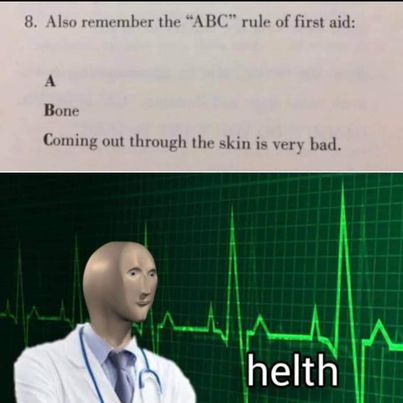 8. Also remember the “ABC” rule of first aid:
A
Bone
Coming out through the skin is very bad.
helth